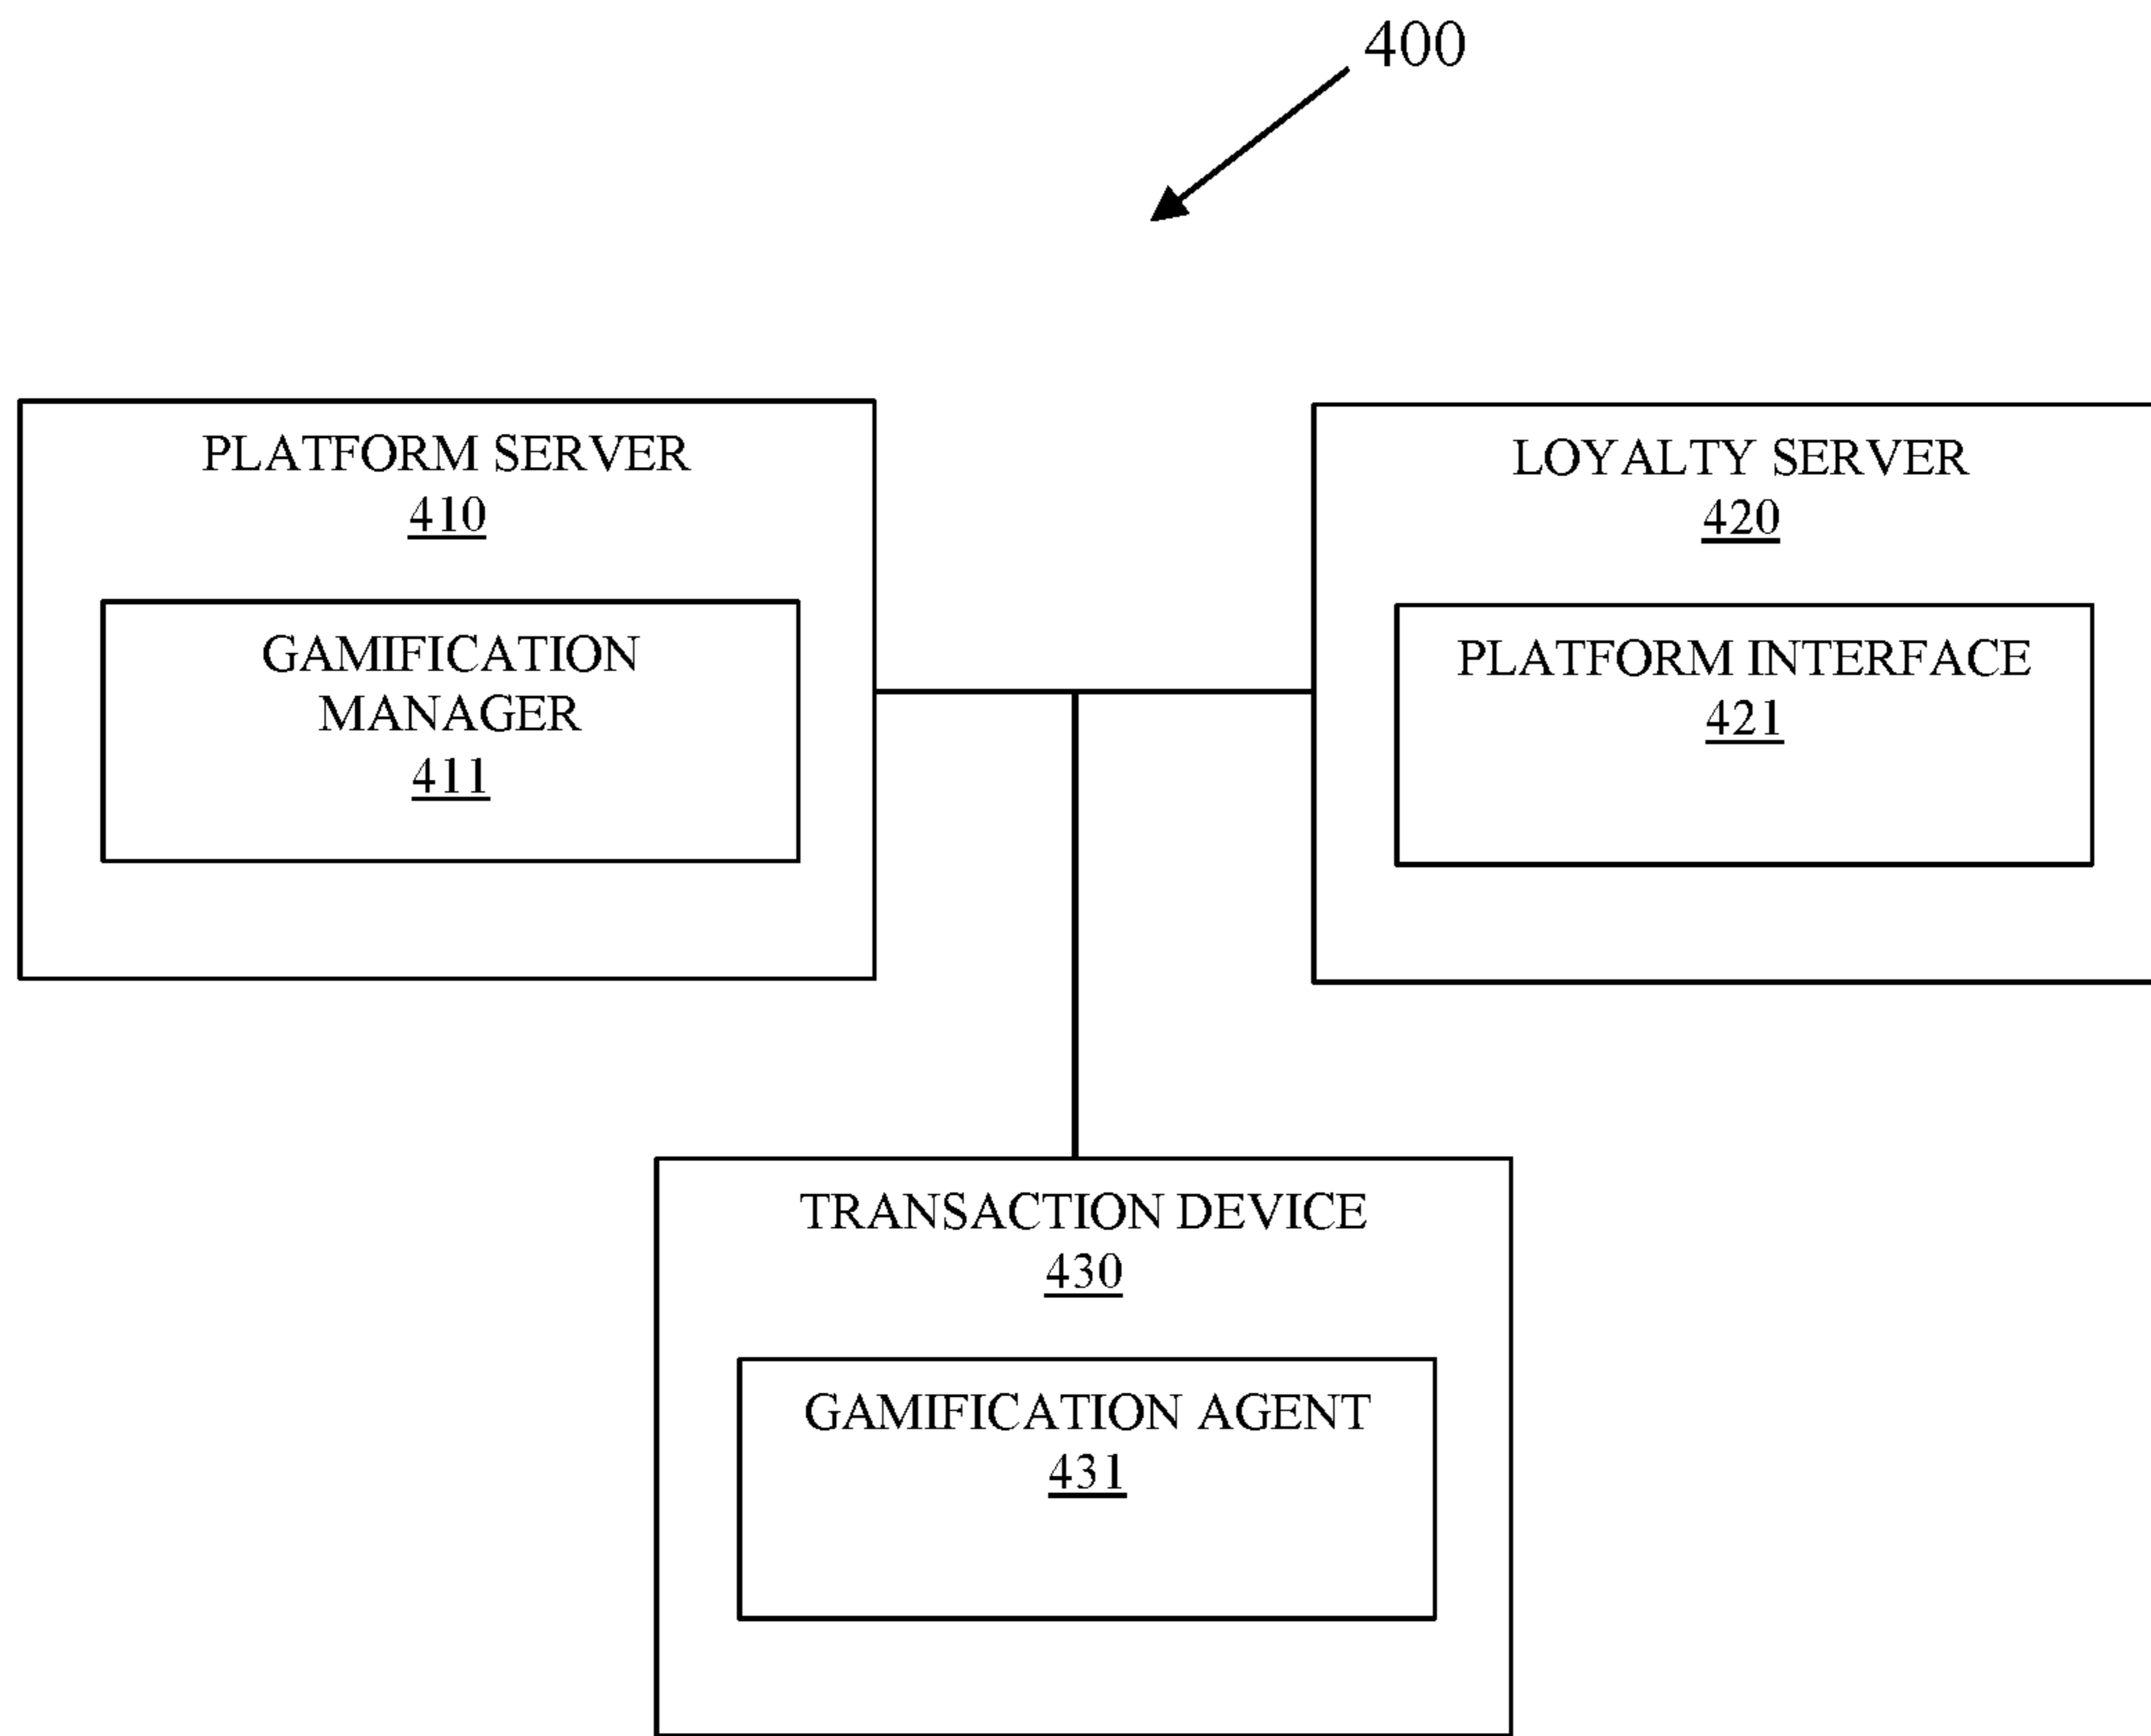 400
PLATFORM SERVER
410
GAMIFICATION
MANAGER
411
LOYALTY SERVER
420
PLATFORM INTERFACE
421
TRANSACTION DEVICE
430
GAMIFICATION AGENT
431